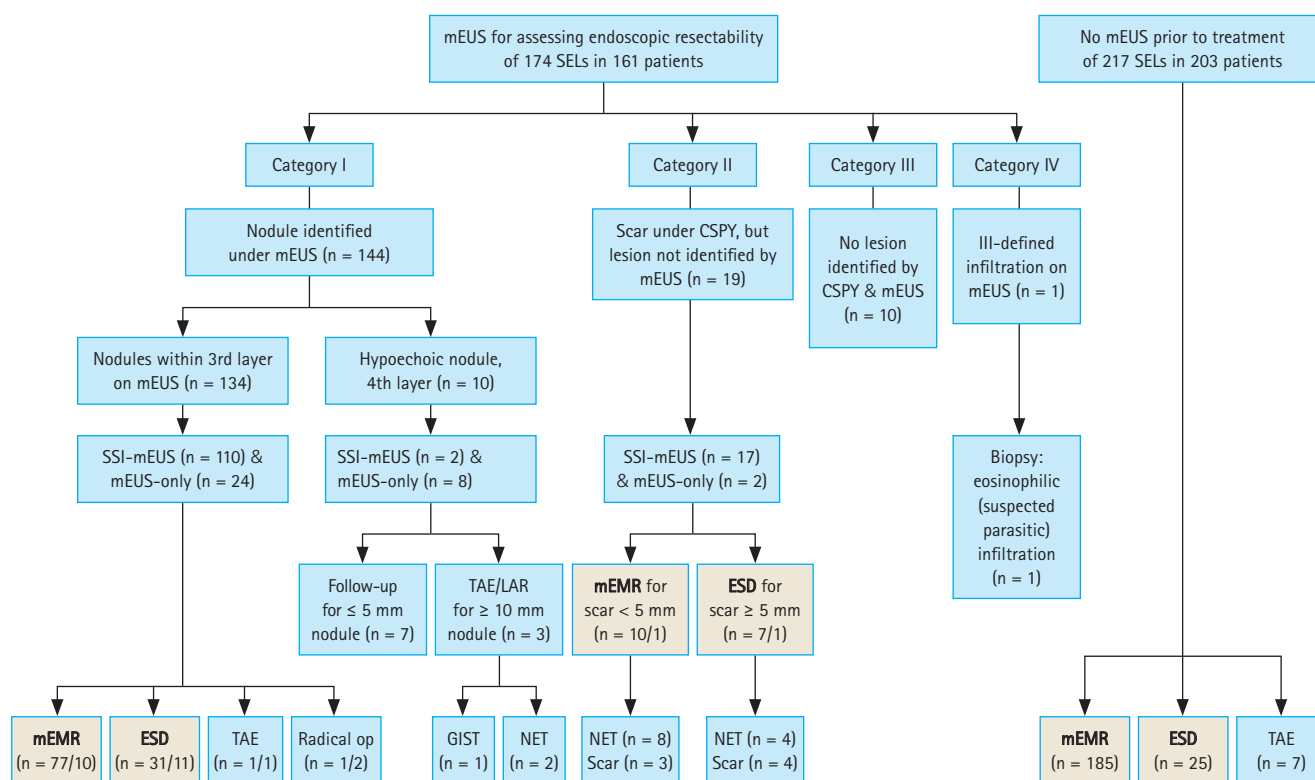 mEUS for assessing endoscopic resectability
of 174 SELs in 161 patients
No mEUS prior to treatment
of 217 SELs in 203 patients
Category I
Category II
Category III
Category IV
Nodule identified
under mEUS (n = 144)
Scar under CSPY, but
lesion not identified by
mEUS (n = 19)
No lesion
identified by
CSPY & mEUS
(n = 10)
III-defined
infiltration on
mEUS (n = 1)
Nodules within 3rd layer
on mEUS (n = 134)
Hypoechoic nodule,
4th layer (n = 10)
SSI-mEUS (n = 110) &
mEUS-only (n = 24)
SSI-mEUS (n = 2) &
mEUS-only (n = 8)
SSI-mEUS (n = 17)
& mEUS-only (n = 2)
Biopsy:
eosinophilic
(suspected
parasitic)
infiltration
(n = 1)
Follow-up
for ≤ 5 mm
nodule (n = 7)
TAE/LAR
for ≥ 10 mm
nodule (n = 3)
mEMR for
scar < 5 mm
(n = 10/1)
ESD for
scar ≥ 5 mm
(n = 7/1)
mEMR
(n = 77/10)
ESD
(n = 31/11)
TAE
(n = 1/1)
Radical op
(n = 1/2)
GIST
(n = 1)
NET
(n = 2)
NET (n = 8)
Scar (n = 3)
NET (n = 4)
Scar (n = 4)
mEMR
(n = 185)
ESD
(n = 25)
TAE
(n = 7)